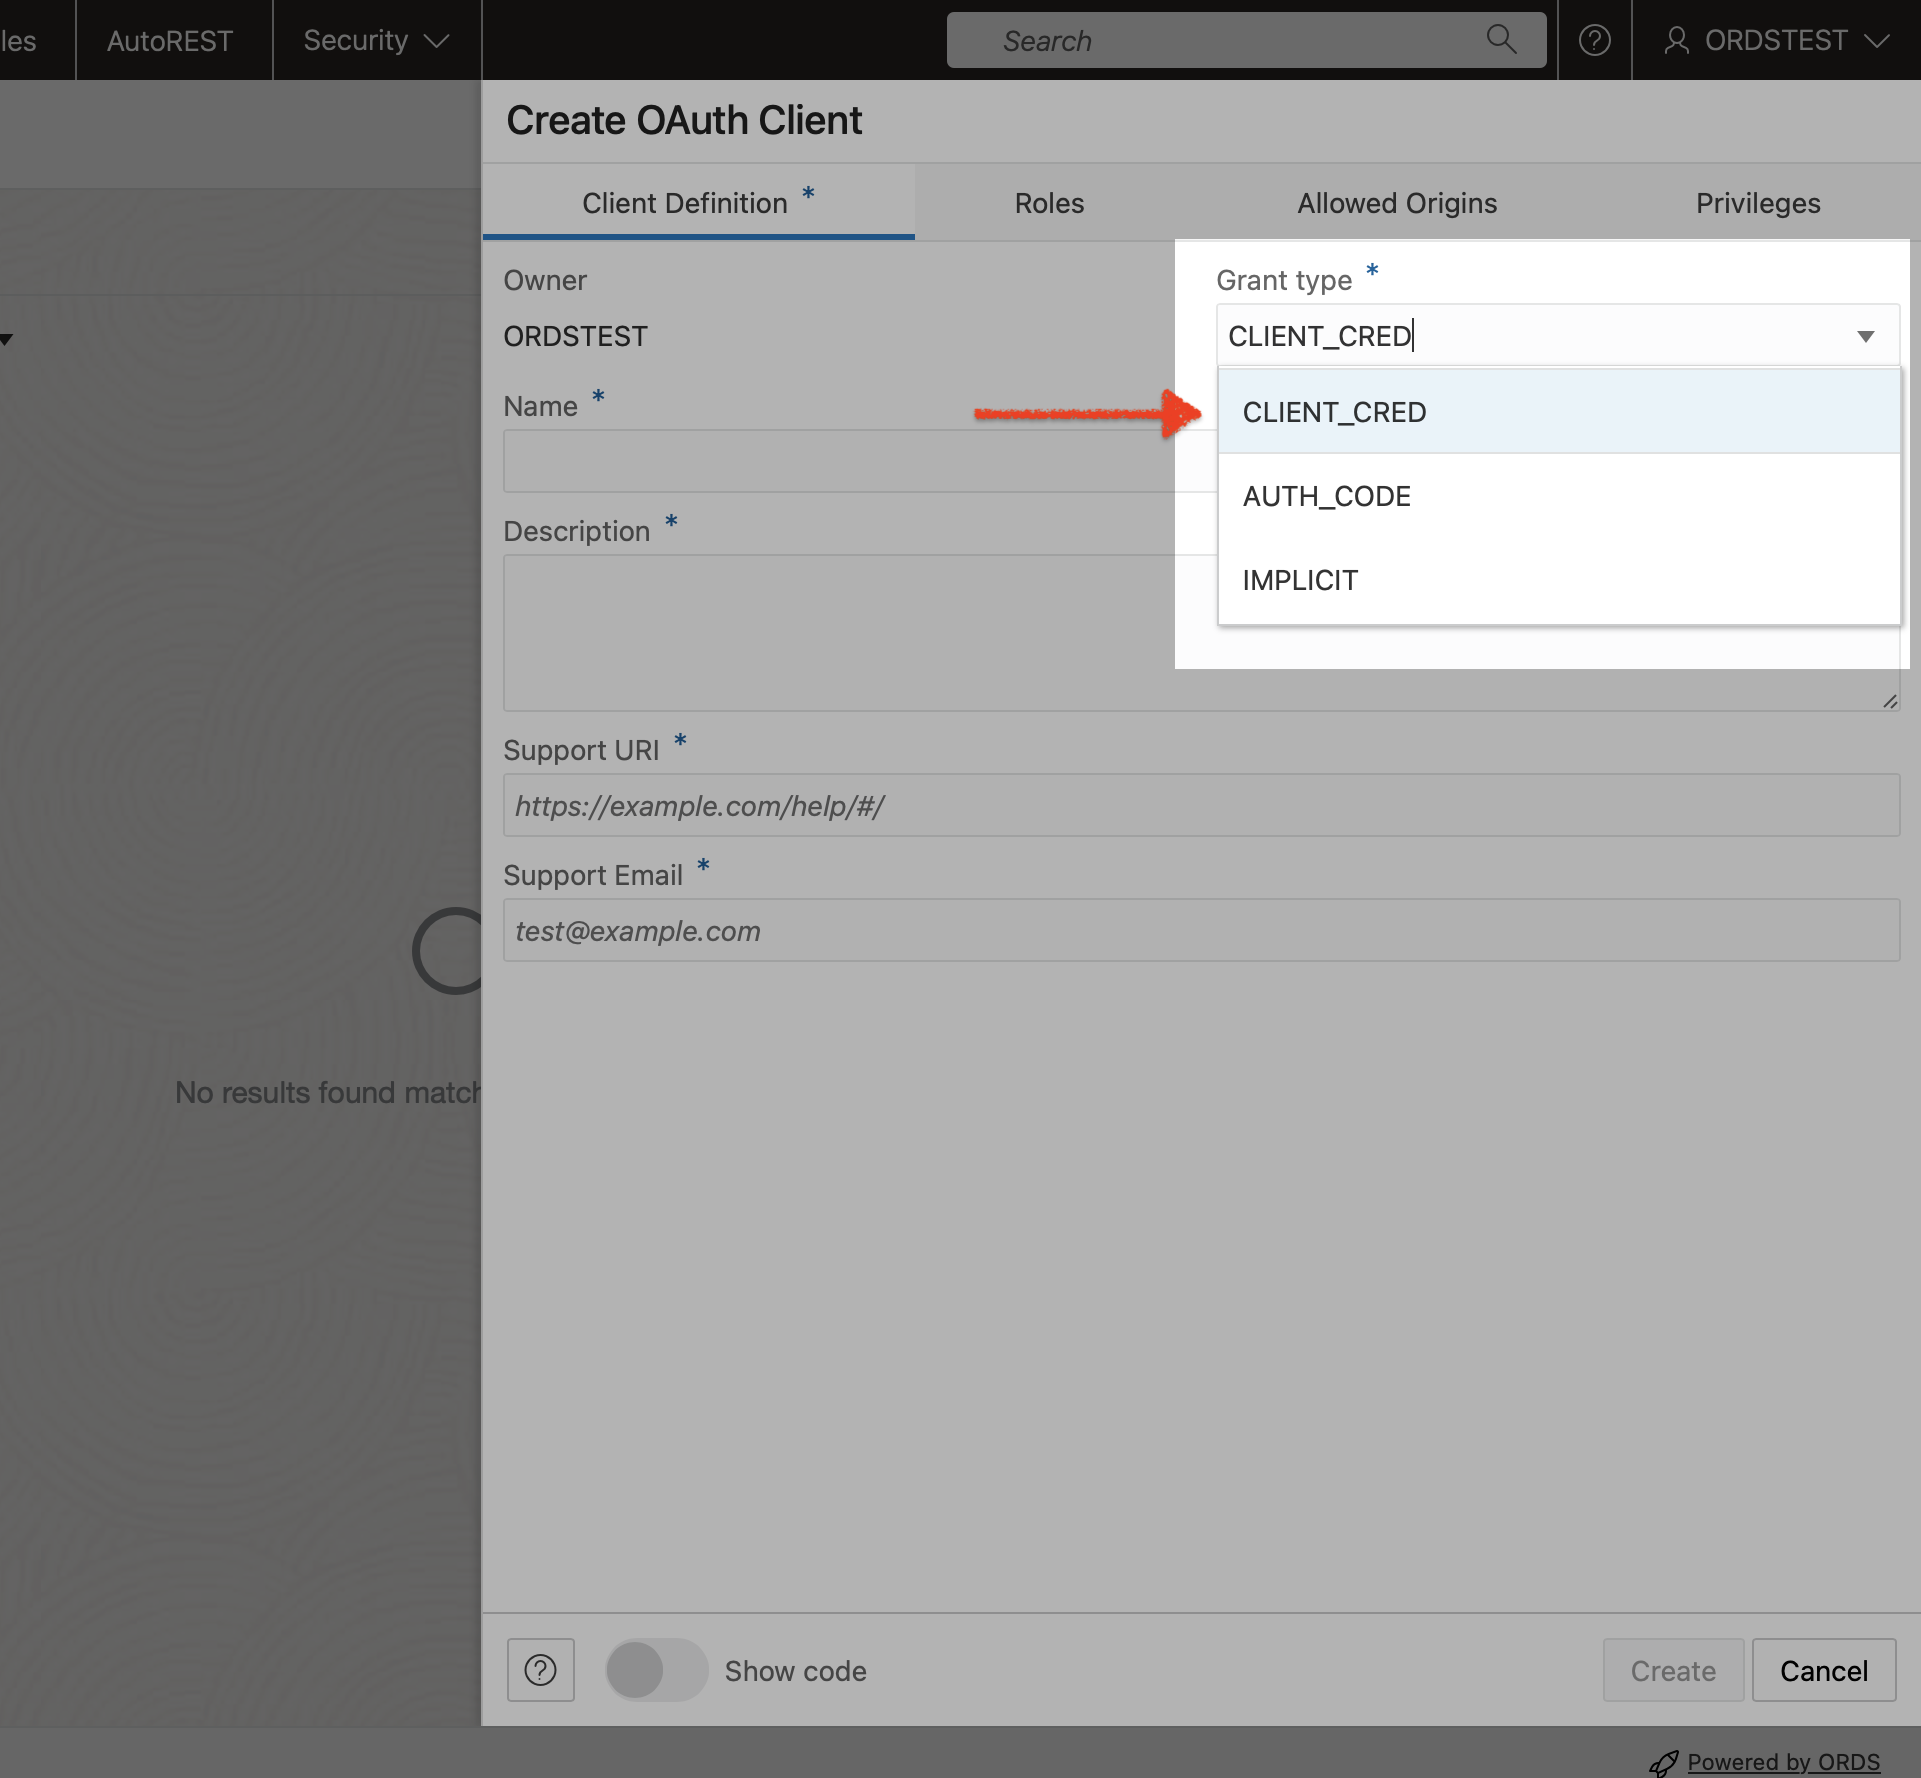 les
AutoREST
Security
Search
ORDSTEST
Create OAuth Client
Client Definition *
Roles
Allowed Origins
Privileges
Owner
ORDSTEST
Grant type *
CLIENT_CRED
CLIENT_CRED
AUTH_CODE
IMPLICIT
Name *
Description *
Support URI *
https://example.com/help/#/
Support Email *
test@example.com
No results found match
? Show code
Create
Cancel
Powered by ORDS